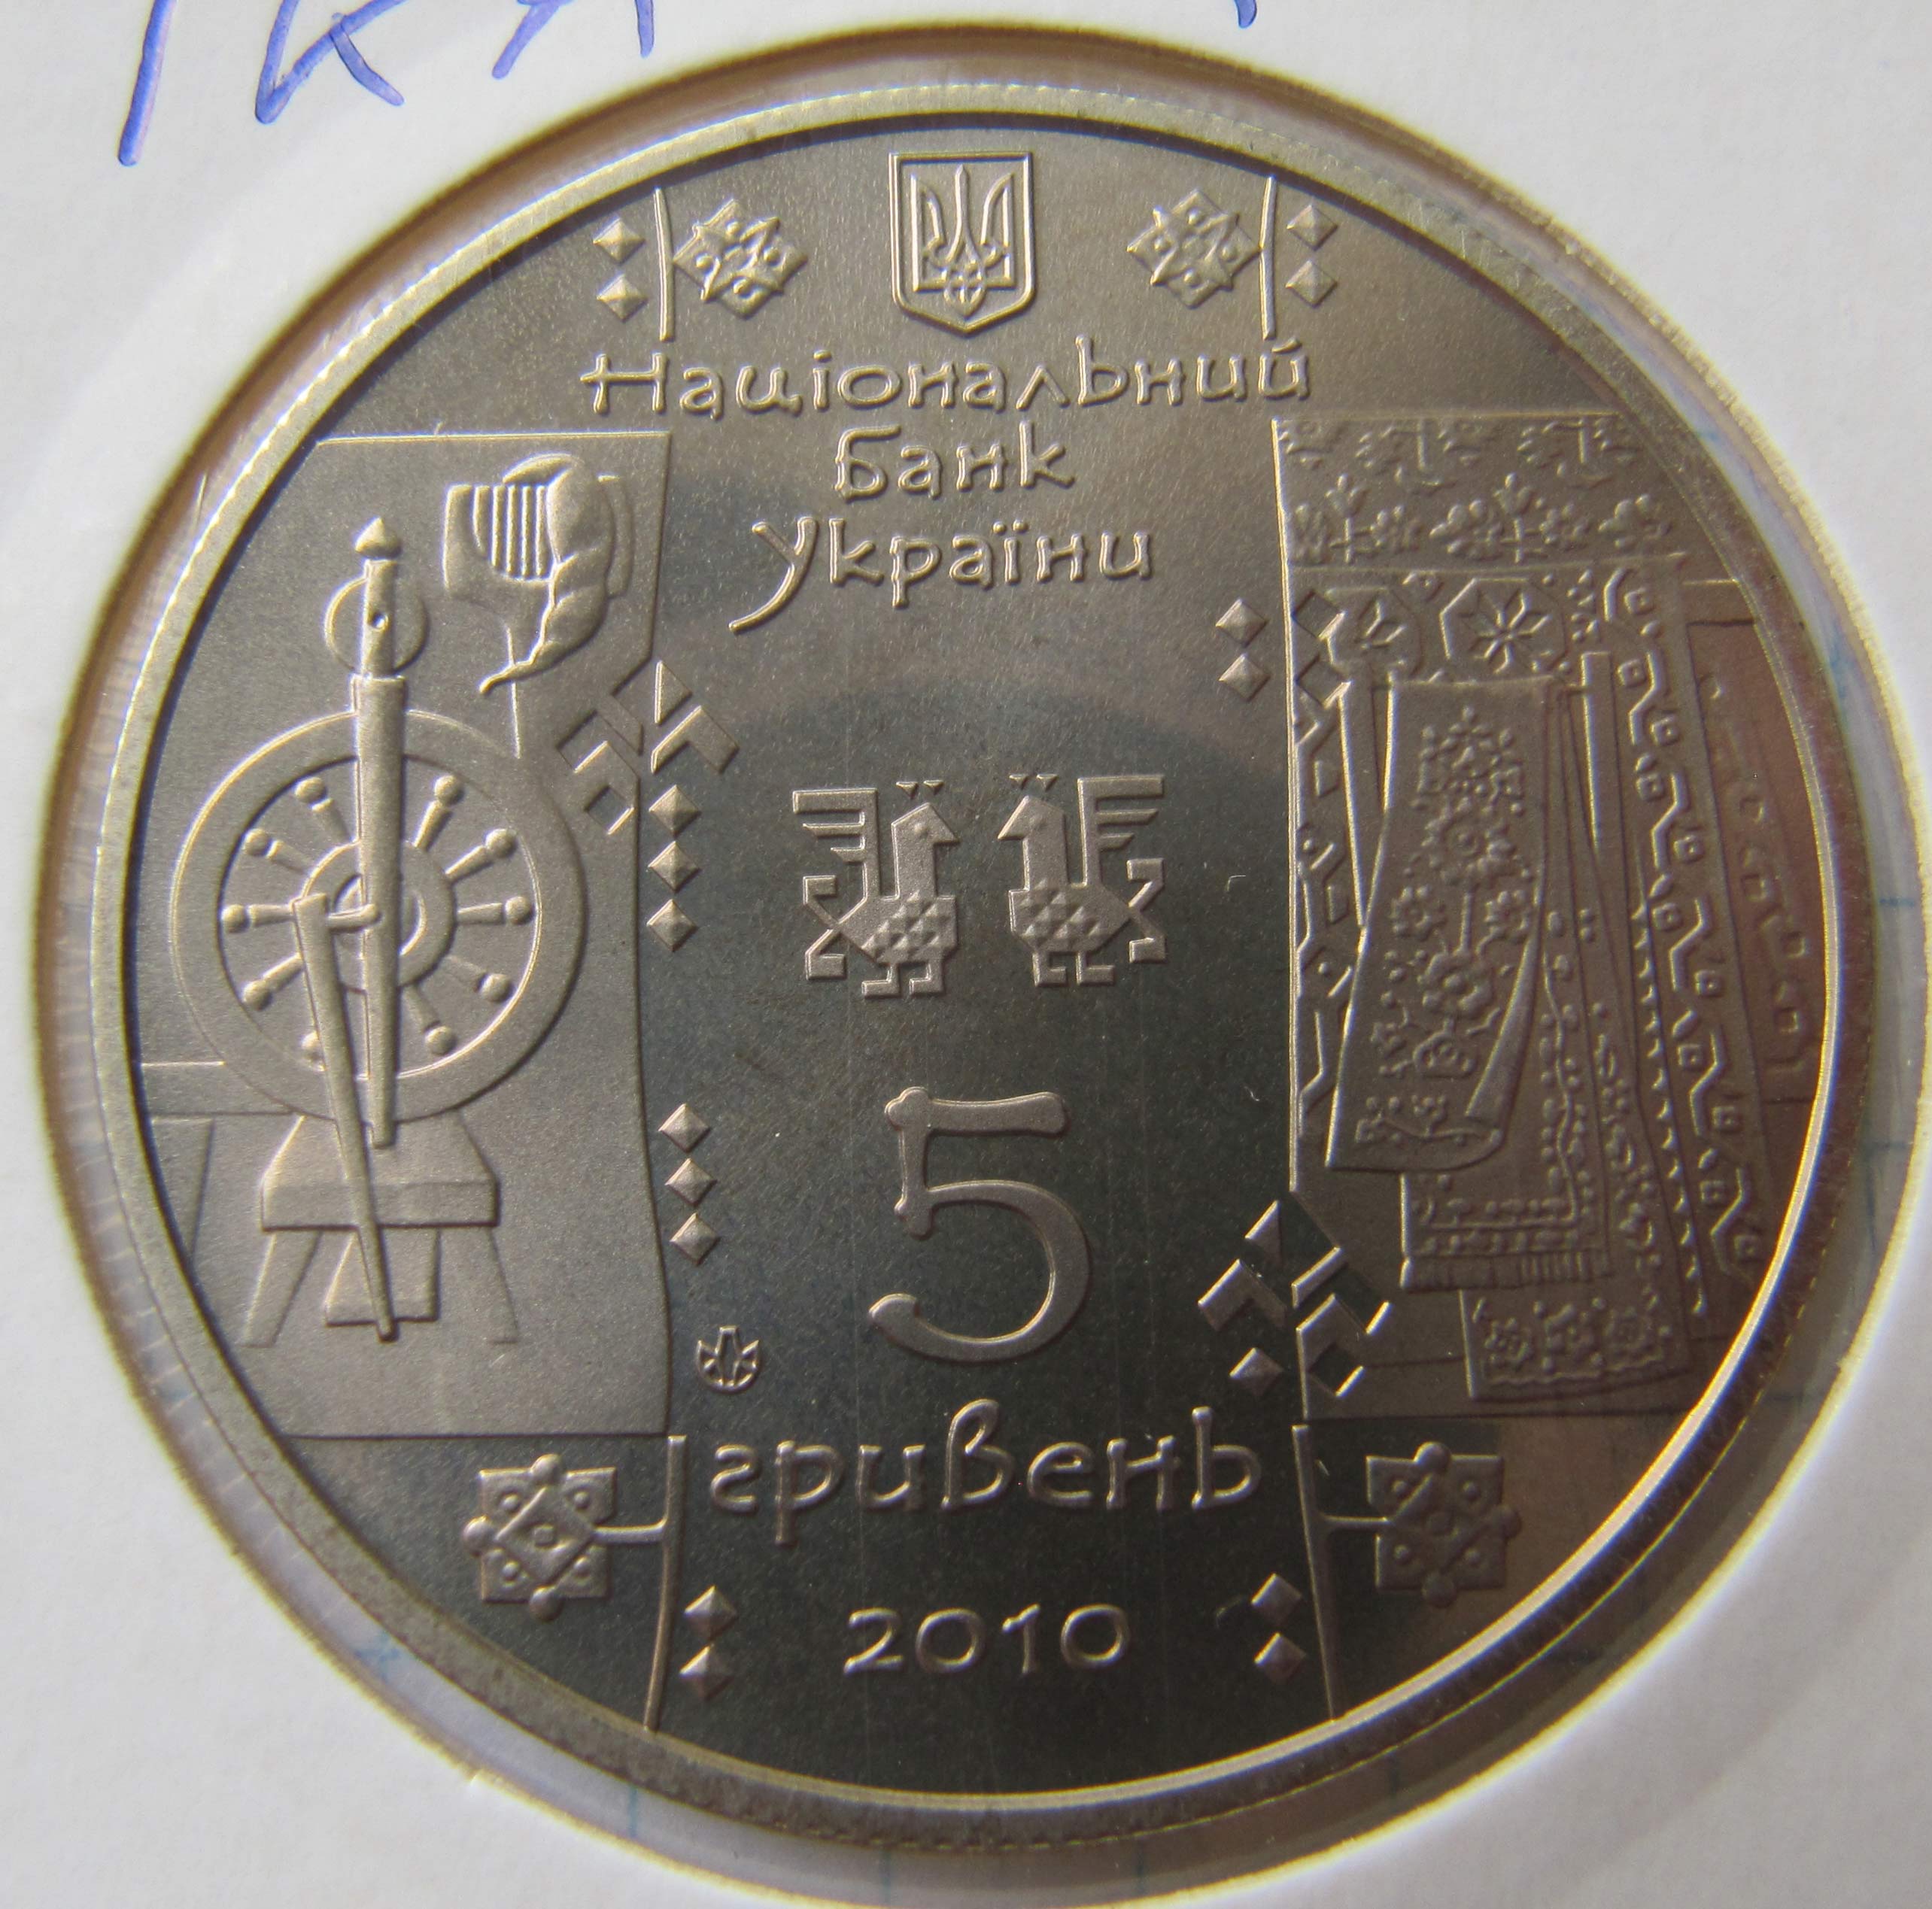 Національний
банк
України
5
гривень
2010